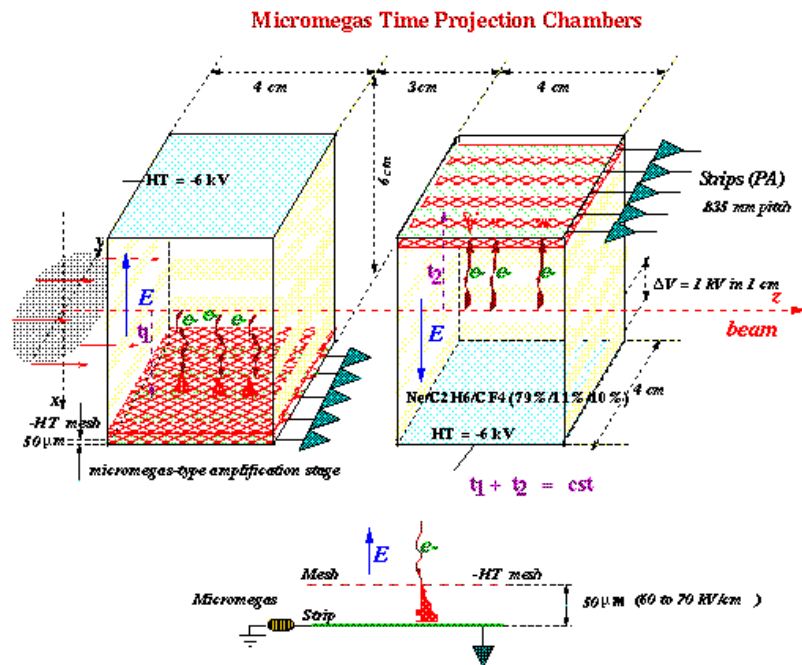 Micromegas Time Projection Chambers
4 cm
3 cm
4 cm
6 cm
HT = -6 kV
Strips (PA)
.835 mm pitch
y
E
t1
e- e- e-
x
t2
e- e- e-
E
ΔV = 1 kV in 1 cm
z
beam
-HT mesh
50 μm
micromegas-type amplification stage
Ne/C2 H6/C F4 (79%/11%/10%)
HT = -6 kV
4 cm
t1 + t2 = cst
E
e-
Mesh
-HT mesh
Micromegas
50 μm (60 to 70 kV/cm )
Strip